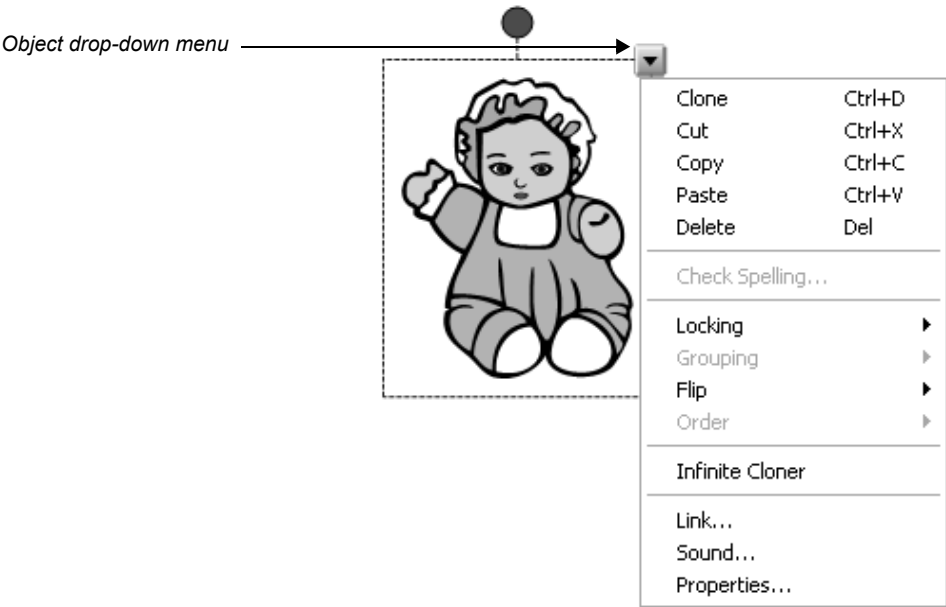 Object drop-down menu
Clone Ctrl+D
Cut Ctrl+X
Copy Ctrl+C
Paste Ctrl+V
Delete Del
Check Spelling...
Locking
Grouping
Flip
Order
Infinite Cloner
Link...
Sound...
Properties...